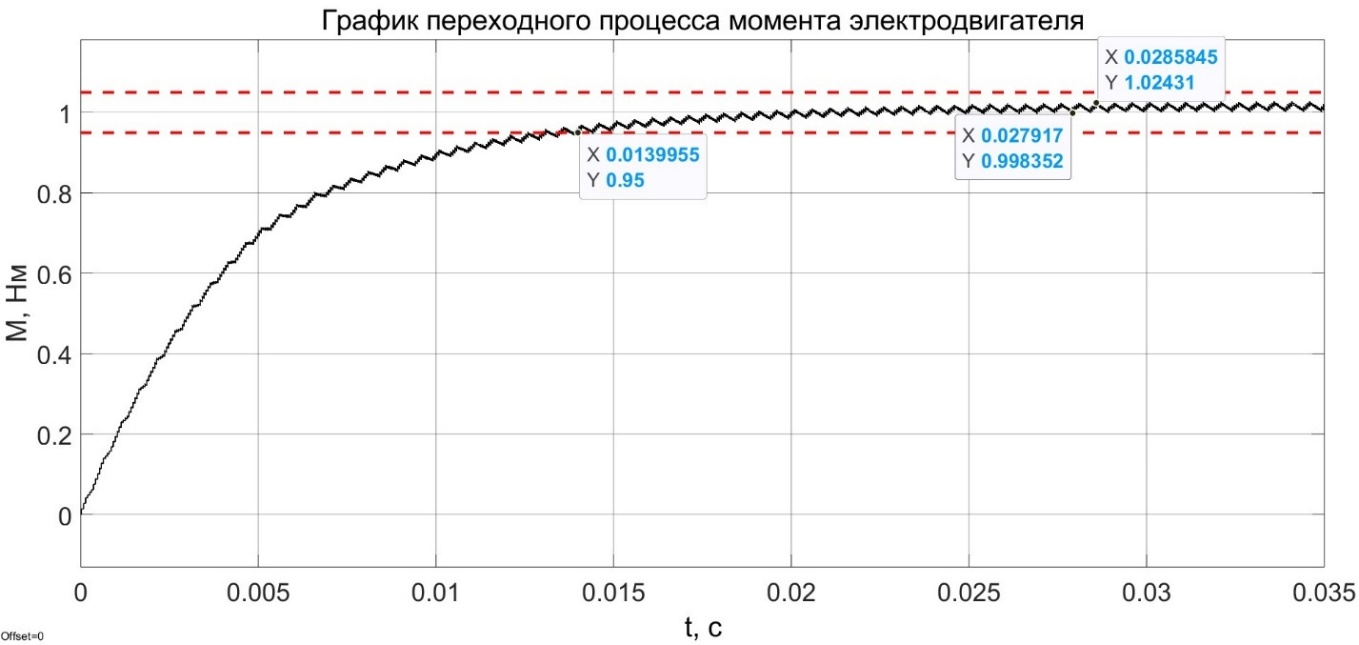 График переходного процесса момента электродвигателя
X 0.0285845
Y 1.02431
X 0.027917
Y 0.998352
X 0.0139955
Y 0.95
М, Нм
1
0.8
0.6
0.4
0.2
0
0 0.005 0.01 0.015 0.02 0.025 0.03 0.035
t, с
Offset=0